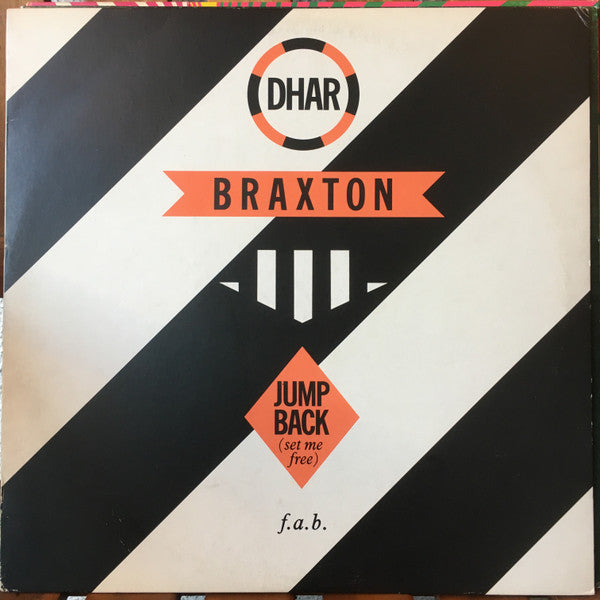 DHAR
BRAXTON
JUMP
BACK
(set me
free)
f.a.b.